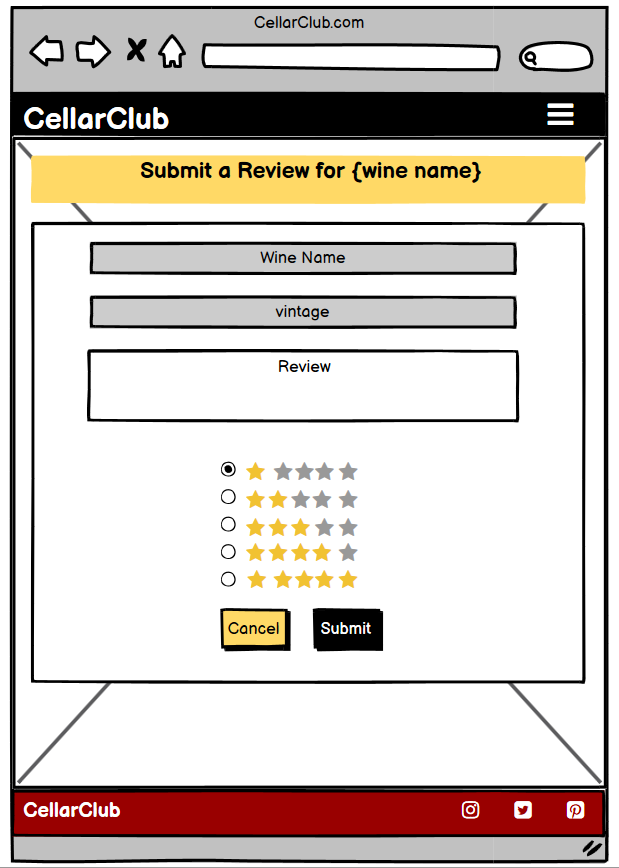 CellarClub.com
CellarClub
Submit a Review for {wine name}
Wine Name
vintage
Review
Cancel Submit
CellarClub